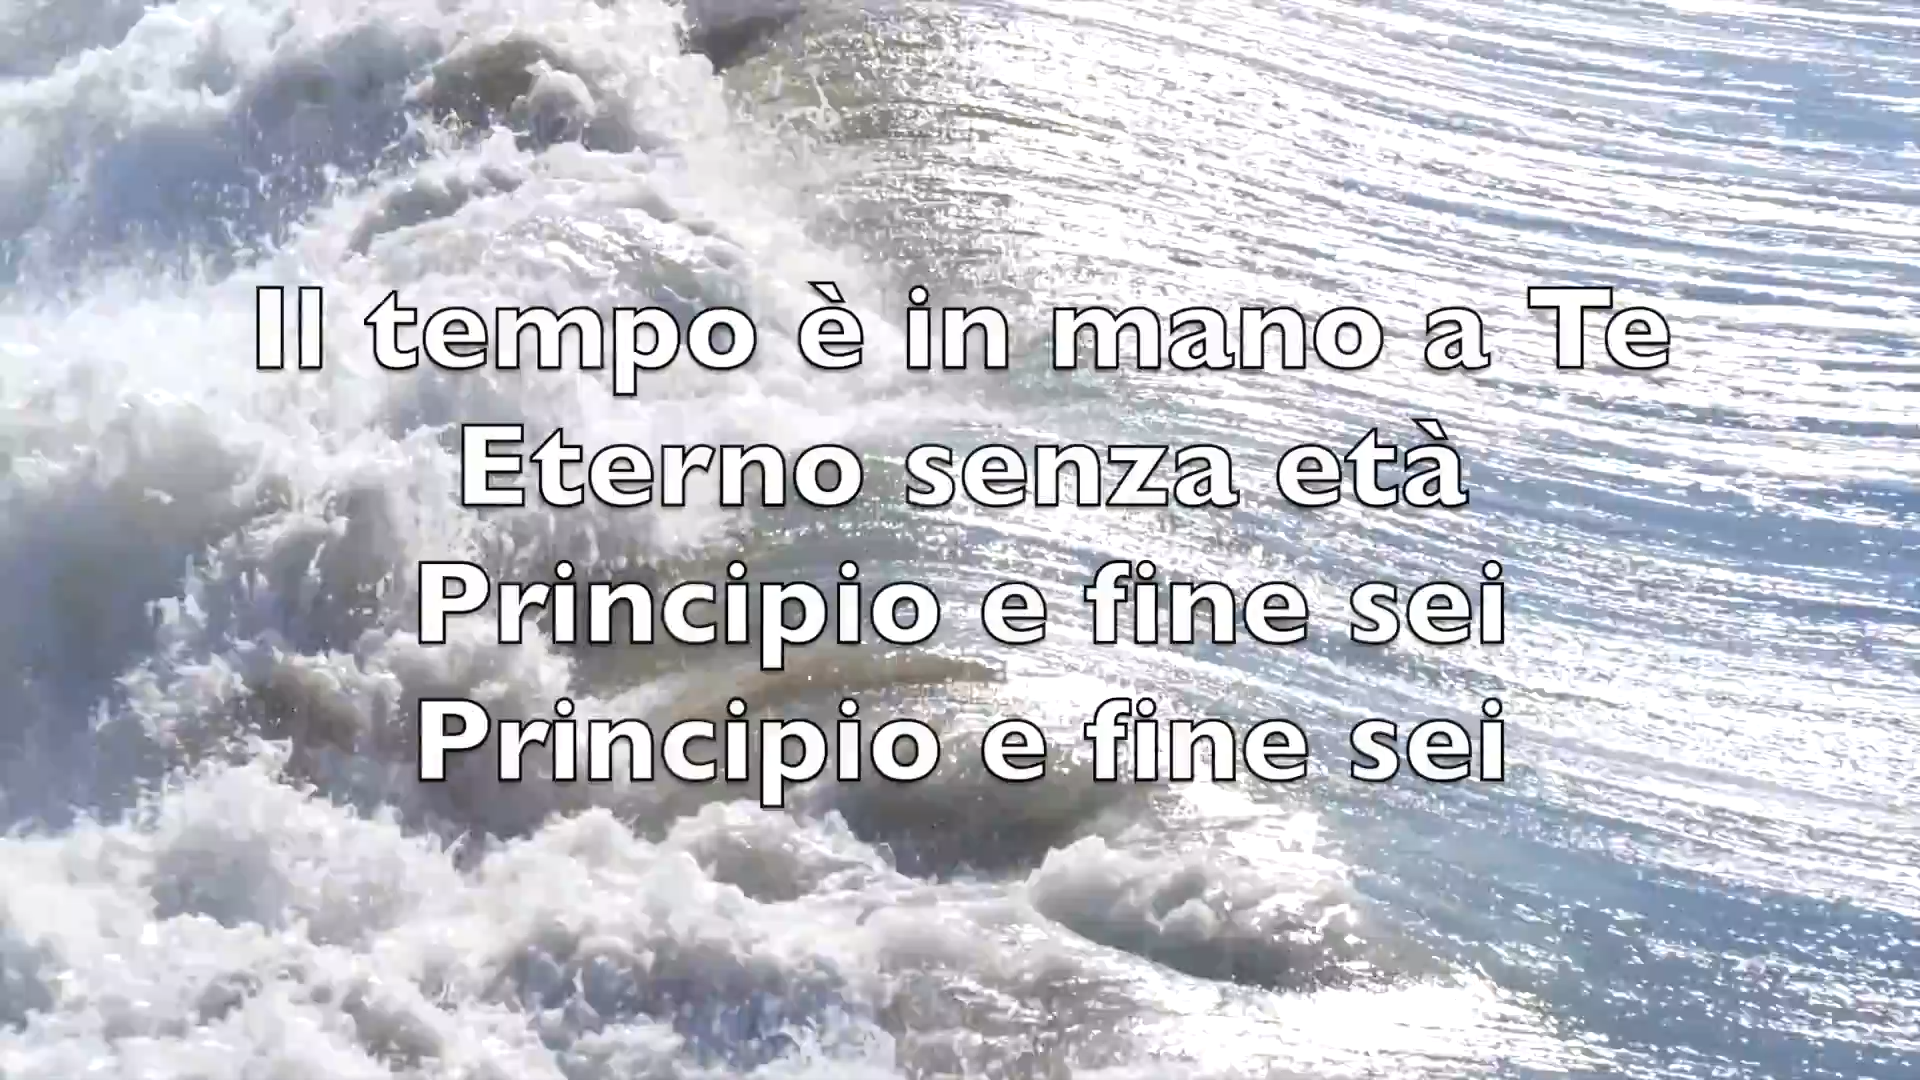 Il tempo è in mano a Te
Eterno senza età
Principio e fine sei
Principio e fine sei